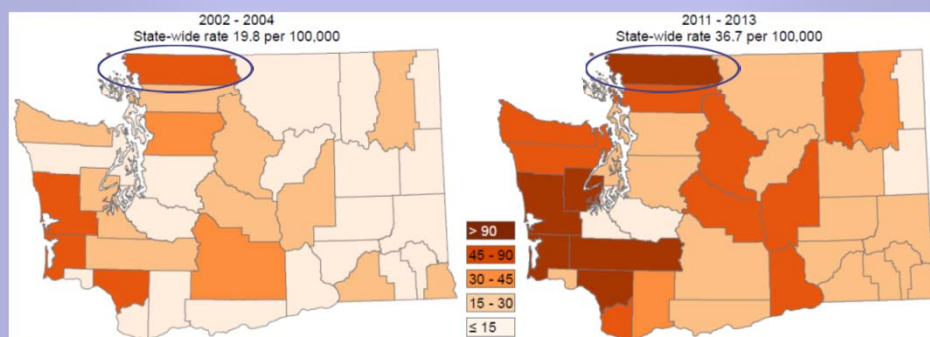 2002 - 2004
State-wide rate 19.8 per 100,000
2011 - 2013
State-wide rate 36.7 per 100,000
> 90
45 - 90
30 - 45
15 - 30
≤ 15